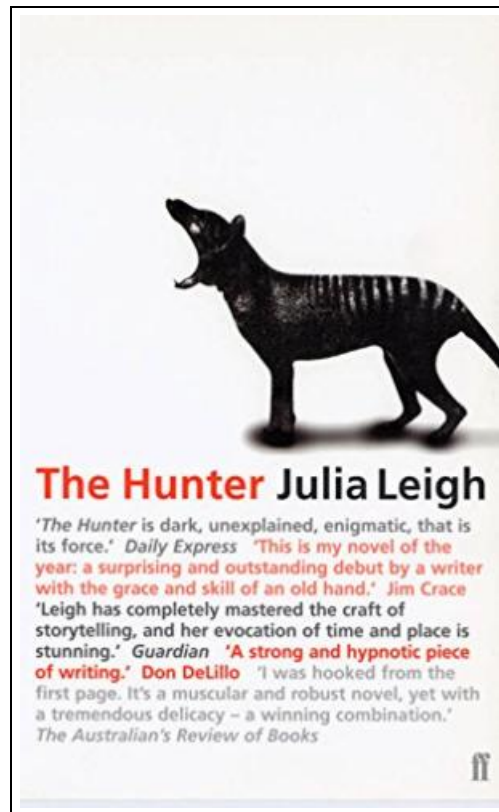 The Hunter Julia Leigh
'The Hunter is dark, unexplained, enigmatic, that is
its force.' Daily Express 'This is my novel of the
year: a surprising and outstanding debut by a writer
with the grace and skill of an old hand.' Jim Crace
'Leigh has completely mastered the craft of
storytelling, and her evocation of time and place is
stunning.' Guardian 'A strong and hypnotic piece
of writing.' Don DeLillo 'I was hooked from the
first page. It's a muscular and robust novel, yet with
a tremendous delicacy – a winning combination.'
The Australian's Review of Books
ff